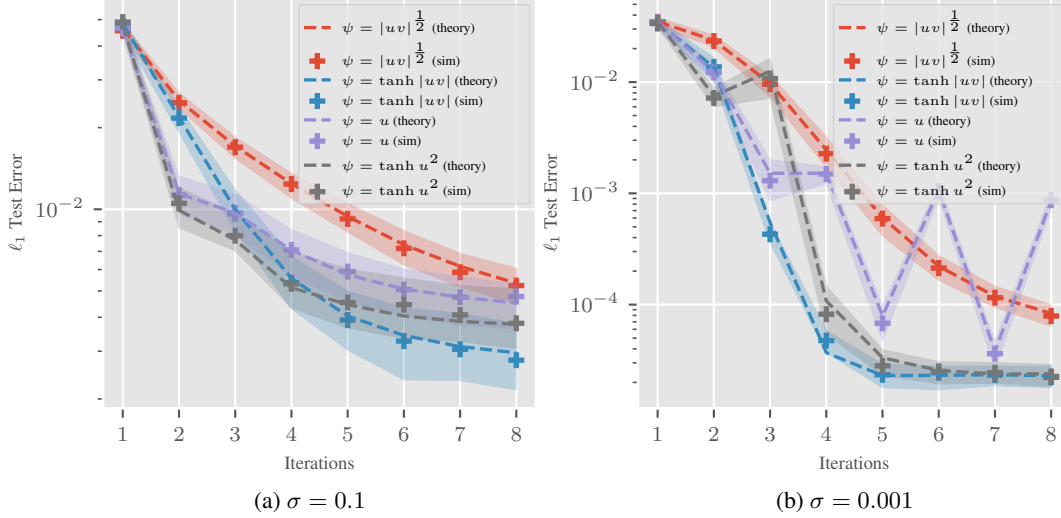 ψ = |uv|^{1/2} (theory)
ψ = |uv|^{1/2} (sim)
ψ = tanh |uv| (theory)
ψ = tanh |uv| (sim)
ψ = u (theory)
ψ = u (sim)
ψ = tanh u² (theory)
ψ = tanh u² (sim)
10⁻²
ℓ₁ Test Error
1 2 3 4 5 6 7 8
Iterations
(a) σ = 0.1
ψ = |uv|^{1/2} (theory)
ψ = |uv|^{1/2} (sim)
ψ = tanh |uv| (theory)
ψ = tanh |uv| (sim)
ψ = u (theory)
ψ = u (sim)
ψ = tanh u² (theory)
ψ = tanh u² (sim)
10⁻²
10⁻³
10⁻⁴
ℓ₁ Test Error
1 2 3 4 5 6 7 8
Iterations
(b) σ = 0.001